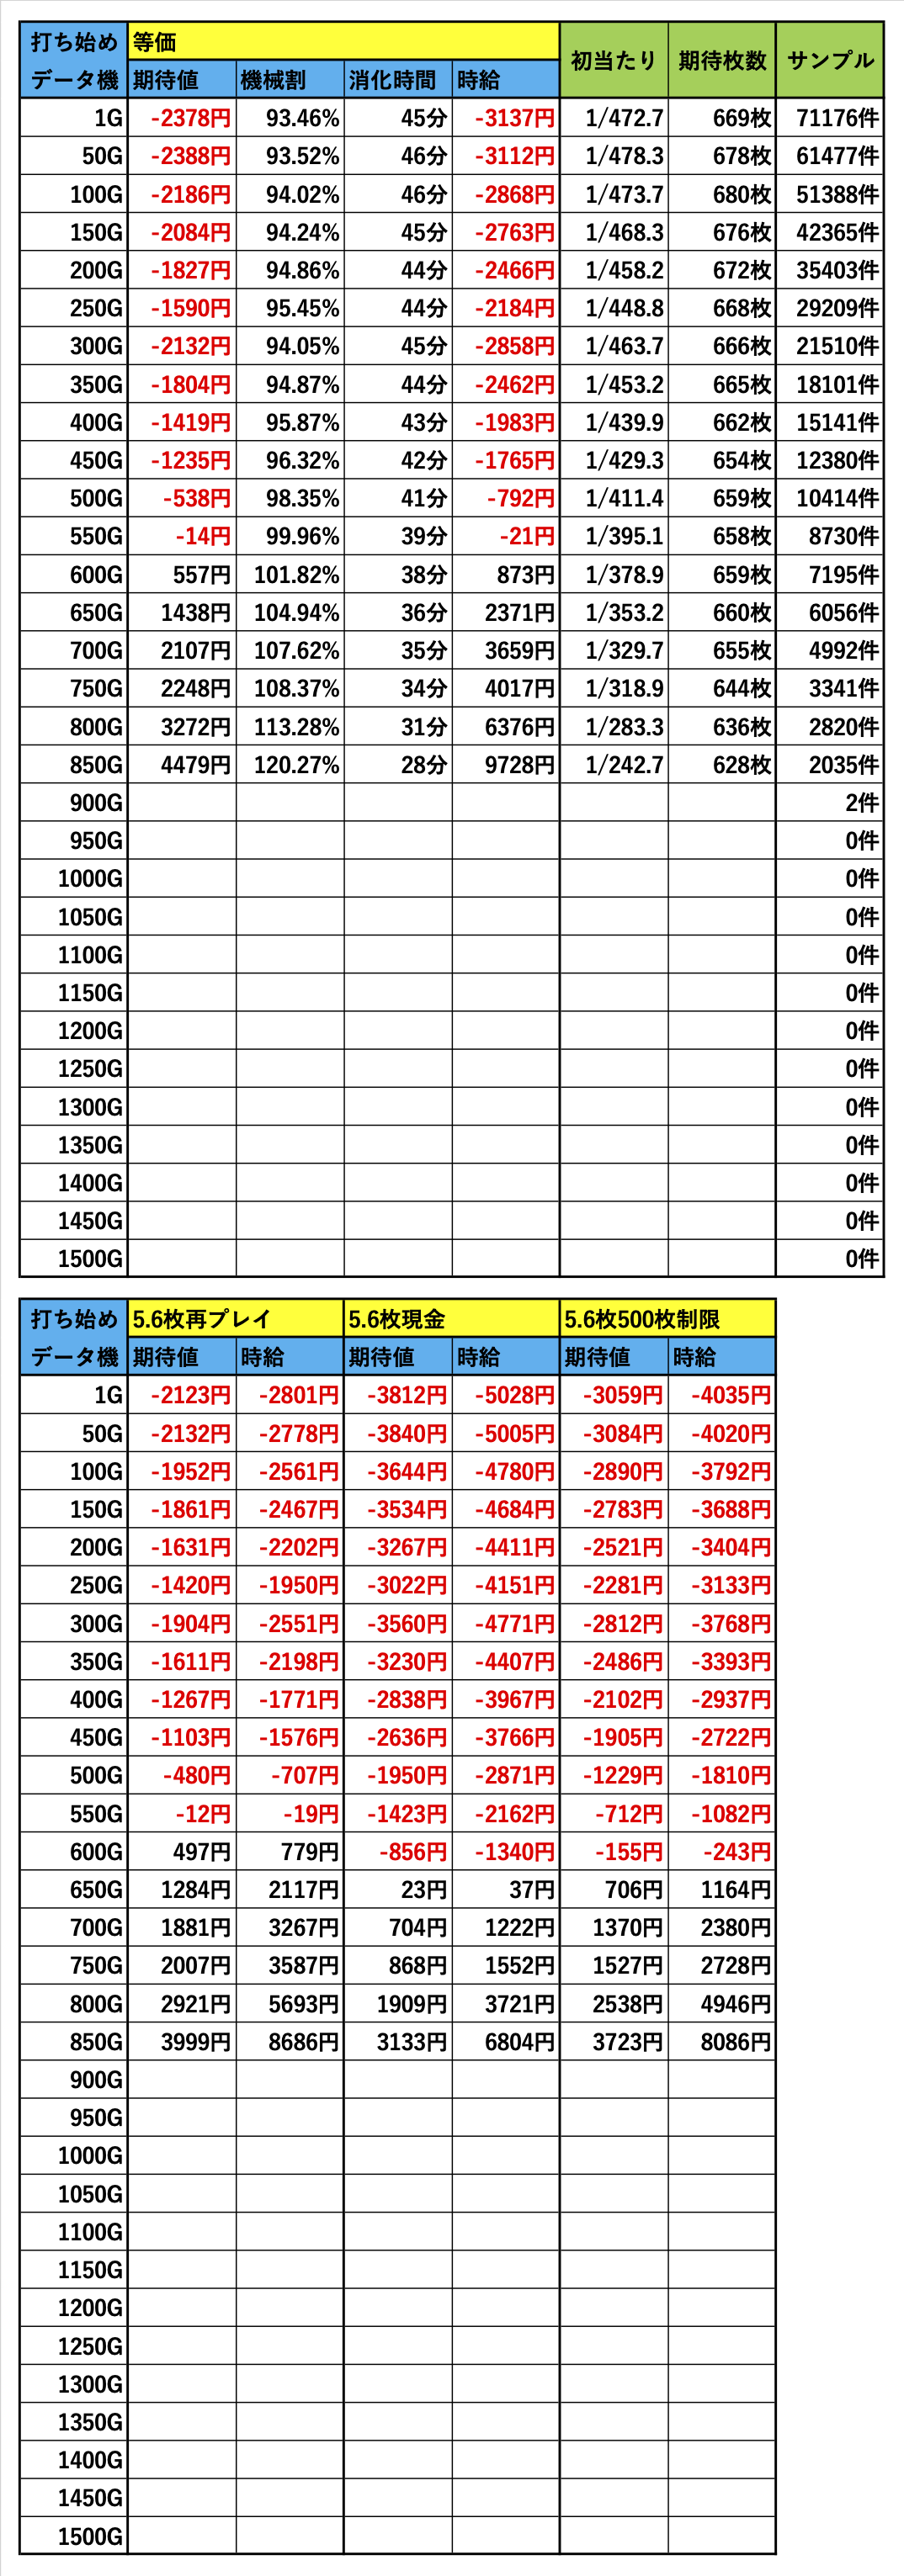 打ち始め 等価 初当たり 期待枚数 サンプル
データ機 期待値 機械割 消化時間 時給
1G -2378円 93.46% 45分 -3137円 1/472.7 669枚 71176件
50G -2388円 93.52% 46分 -3112円 1/478.3 678枚 61477件
100G -2186円 94.02% 46分 -2868円 1/473.7 680枚 51388件
150G -2084円 94.24% 45分 -2763円 1/468.3 676枚 42365件
200G -1827円 94.86% 44分 -2466円 1/458.2 672枚 35403件
250G -1590円 95.45% 44分 -2184円 1/448.8 668枚 29209件
300G -2132円 94.05% 45分 -2858円 1/463.7 666枚 21510件
350G -1804円 94.87% 44分 -2462円 1/453.2 665枚 18101件
400G -1419円 95.87% 43分 -1983円 1/439.9 662枚 15141件
450G -1235円 96.32% 42分 -1765円 1/429.3 654枚 12380件
500G -538円 98.35% 41分 -792円 1/411.4 659枚 10414件
550G -14円 99.96% 39分 -21円 1/395.1 658枚 8730件
600G 557円 101.82% 38分 873円 1/378.9 659枚 7195件
650G 1438円 104.94% 36分 2371円 1/353.2 660枚 6056件
700G 2107円 107.62% 35分 3659円 1/329.7 655枚 4992件
750G 2248円 108.37% 34分 4017円 1/318.9 644枚 3341件
800G 3272円 113.28% 31分 6376円 1/283.3 636枚 2820件
850G 4479円 120.27% 28分 9728円 1/242.7 628枚 2035件
900G 2件
950G 0件
1000G 0件
1050G 0件
1100G 0件
1150G 0件
1200G 0件
1250G 0件
1300G 0件
1350G 0件
1400G 0件
1450G 0件
1500G 0件
打ち始め 5.6枚再プレイ 5.6枚現金 5.6枚500枚制限
データ機 期待値 時給 期待値 時給 期待値 時給
1G -2123円 -2801円 -3812円 -5028円 -3059円 -4035円
50G -2132円 -2778円 -3840円 -5005円 -3084円 -4020円
100G -1952円 -2561円 -3644円 -4780円 -2890円 -3792円
150G -1861円 -2467円 -3534円 -4684円 -2783円 -3688円
200G -1631円 -2202円 -3267円 -4411円 -2521円 -3404円
250G -1420円 -1950円 -3022円 -4151円 -2281円 -3133円
300G -1904円 -2551円 -3560円 -4771円 -2812円 -3768円
350G -1611円 -2198円 -3230円 -4407円 -2486円 -3393円
400G -1267円 -1771円 -2838円 -3967円 -2102円 -2937円
450G -1103円 -1576円 -2636円 -3766円 -1905円 -2722円
500G -480円 -707円 -1950円 -2871円 -1229円 -1810円
550G -12円 -19円 -1423円 -2162円 -712円 -1082円
600G 497円 779円 -856円 -1340円 -155円 -243円
650G 1284円 2117円 23円 37円 706円 1164円
700G 1881円 3267円 704円 1222円 1370円 2380円
750G 2007円 3587円 868円 1552円 1527円 2728円
800G 2921円 5693円 1909円 3721円 2538円 4946円
850G 3999円 8686円 3133円 6804円 3723円 8086円
900G
950G
1000G
1050G
1100G
1150G
1200G
1250G
1300G
1350G
1400G
1450G
1500G